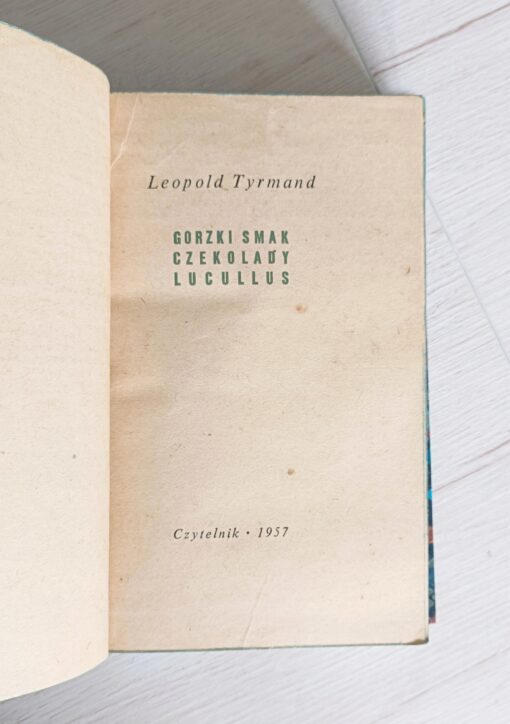 Leopold Tyrmand
GORZKI SMAK
CZEKOLADY
LUCULLUS
Czytelnik • 1957